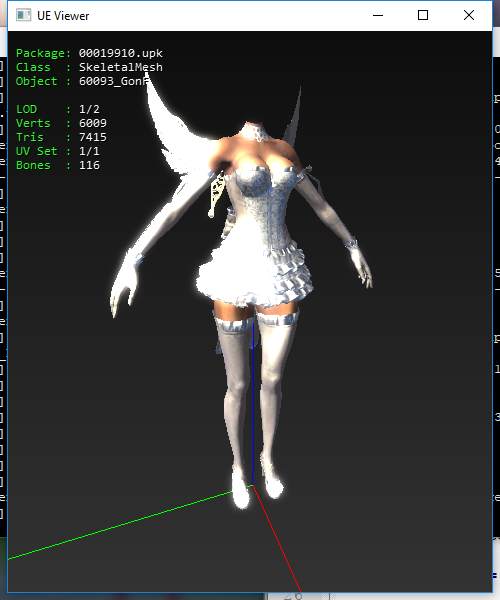 UE Viewer
Package: 00019910.upk
Class : SkeletalMesh
Object : 60093_GonF
LOD : 1/2
Verts : 6009
Tris : 7415
UV Set : 1/1
Bones : 116